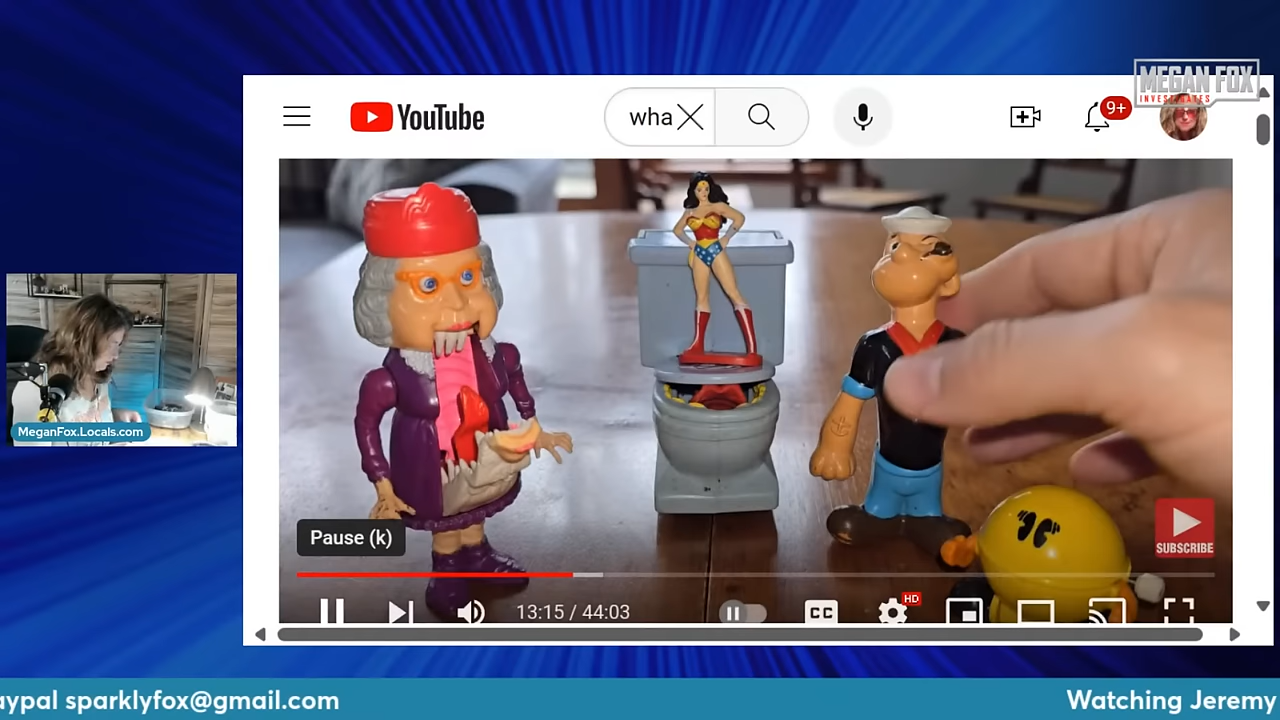 MEGAN FOX
INVESTIGATES
YouTube
wha
9+
MeganFox.Locals.com
Pause (k)
SUBSCRIBE
13:15 / 44:03
CC
HD
aypal sparklyfox@gmail.com
Watching Jeremy